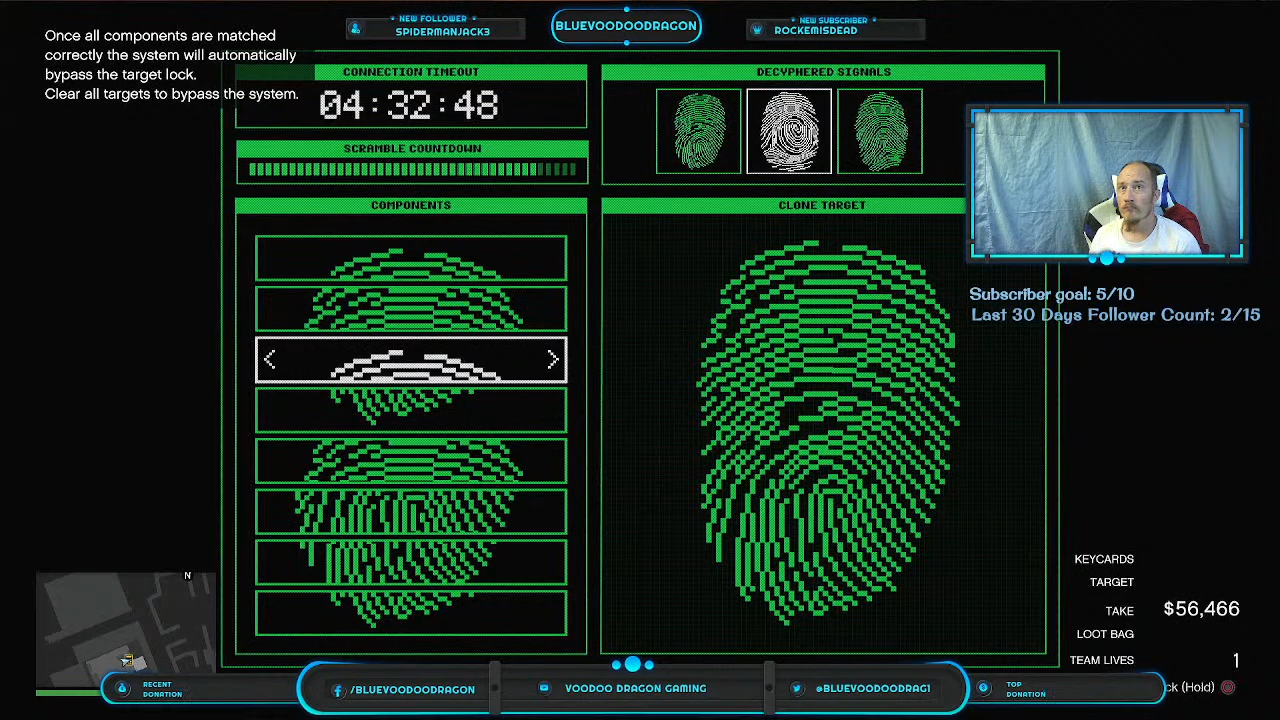 Once all components are matched
correctly the system will automatically
bypass the target lock.
Clear all targets to bypass the system.
NEW FOLLOWER
SPIDERMANJACK3
BLUEVOODOODRAGON
NEW SUBSCRIBER
ROCKEMISDEAD
CONNECTION TIMEOUT
04:32:48
DECYPHERED SIGNALS
SCRAMBLE COUNTDOWN
COMPONENTS
CLONE TARGET
Subscriber goal: 5/10
Last 30 Days Follower Count: 2/15
KEYCARDS
TARGET
TAKE $56,466
LOOT BAG
TEAM LIVES 1
ck (Hold)
N
RECENT
DONATION
/BLUEVOODOODRAGON
VOODOO DRAGON GAMING
@BLUEVOODOODRAG1
TOP
DONATION